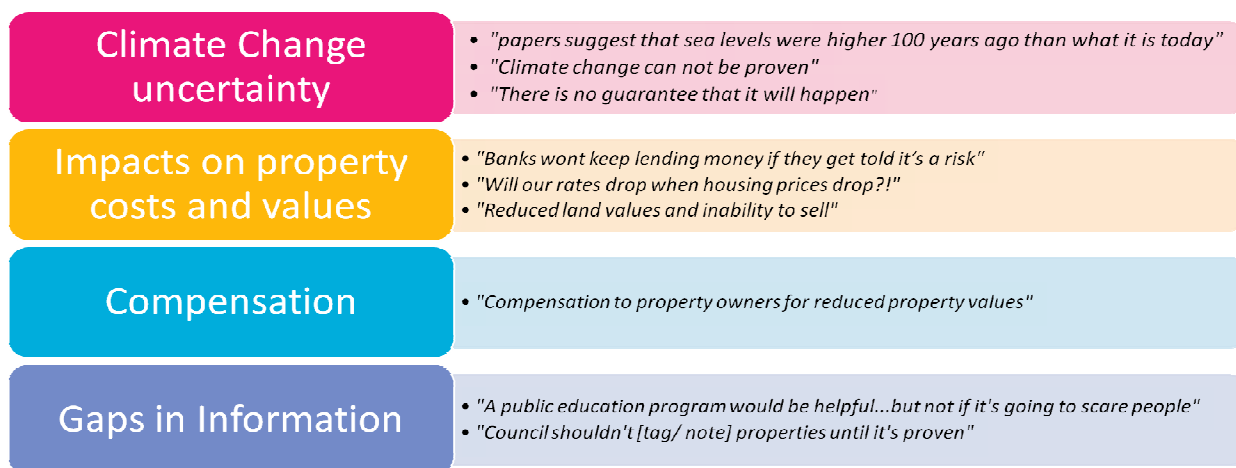 Climate Change
uncertainty
• "papers suggest that sea levels were higher 100 years ago than what it is today"
• "Climate change can not be proven"
• "There is no guarantee that it will happen"
Impacts on property
costs and values
• "Banks wont keep lending money if they get told it's a risk"
• "Will our rates drop when housing prices drop?!"
• "Reduced land values and inability to sell"
Compensation
• "Compensation to property owners for reduced property values"
Gaps in Information
• "A public education program would be helpful...but not if it's going to scare people"
• "Council shouldn't [tag/ note] properties until it's proven"